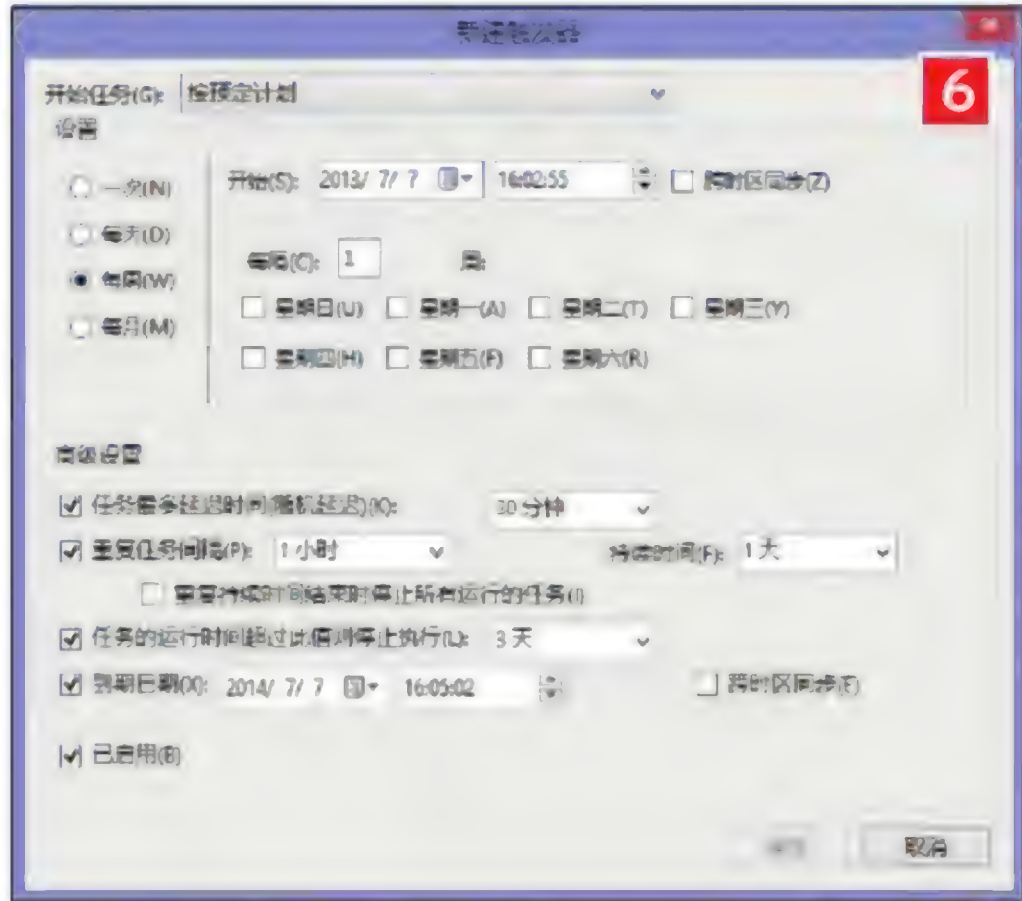 新建触发器
6
开始任务(G): 按预定计划
设置
一次(N)
每天(D)
每周(W)
每月(M)
开始(S): 2013/ 7/ 7 16:02:55 跨时区同步(Z)
每隔(C): 1 周:
星期日(U) 星期一(A) 星期二(T) 星期三(Y)
星期四(H) 星期五(F) 星期六(R)
高级设置
任务最多延迟时间(随机延迟)(K): 30 分钟
重复任务间隔(P): 1 小时 持续时间(F): 1 天
重复持续时间结束时停止所有运行的任务(I)
任务的运行时间超过此值则停止执行(L): 3 天
到期日期(X): 2014/ 7/ 7 16:05:02 跨时区同步(E)
已启用(B)
取消